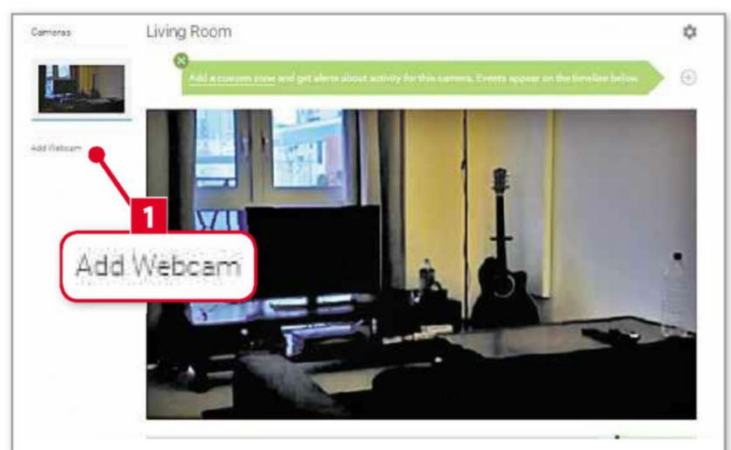 Cameras
Living Room
Add a custom zone and get alerts about activity for this camera. Events appear on the timeline below.
Add Webcam
1
Add Webcam